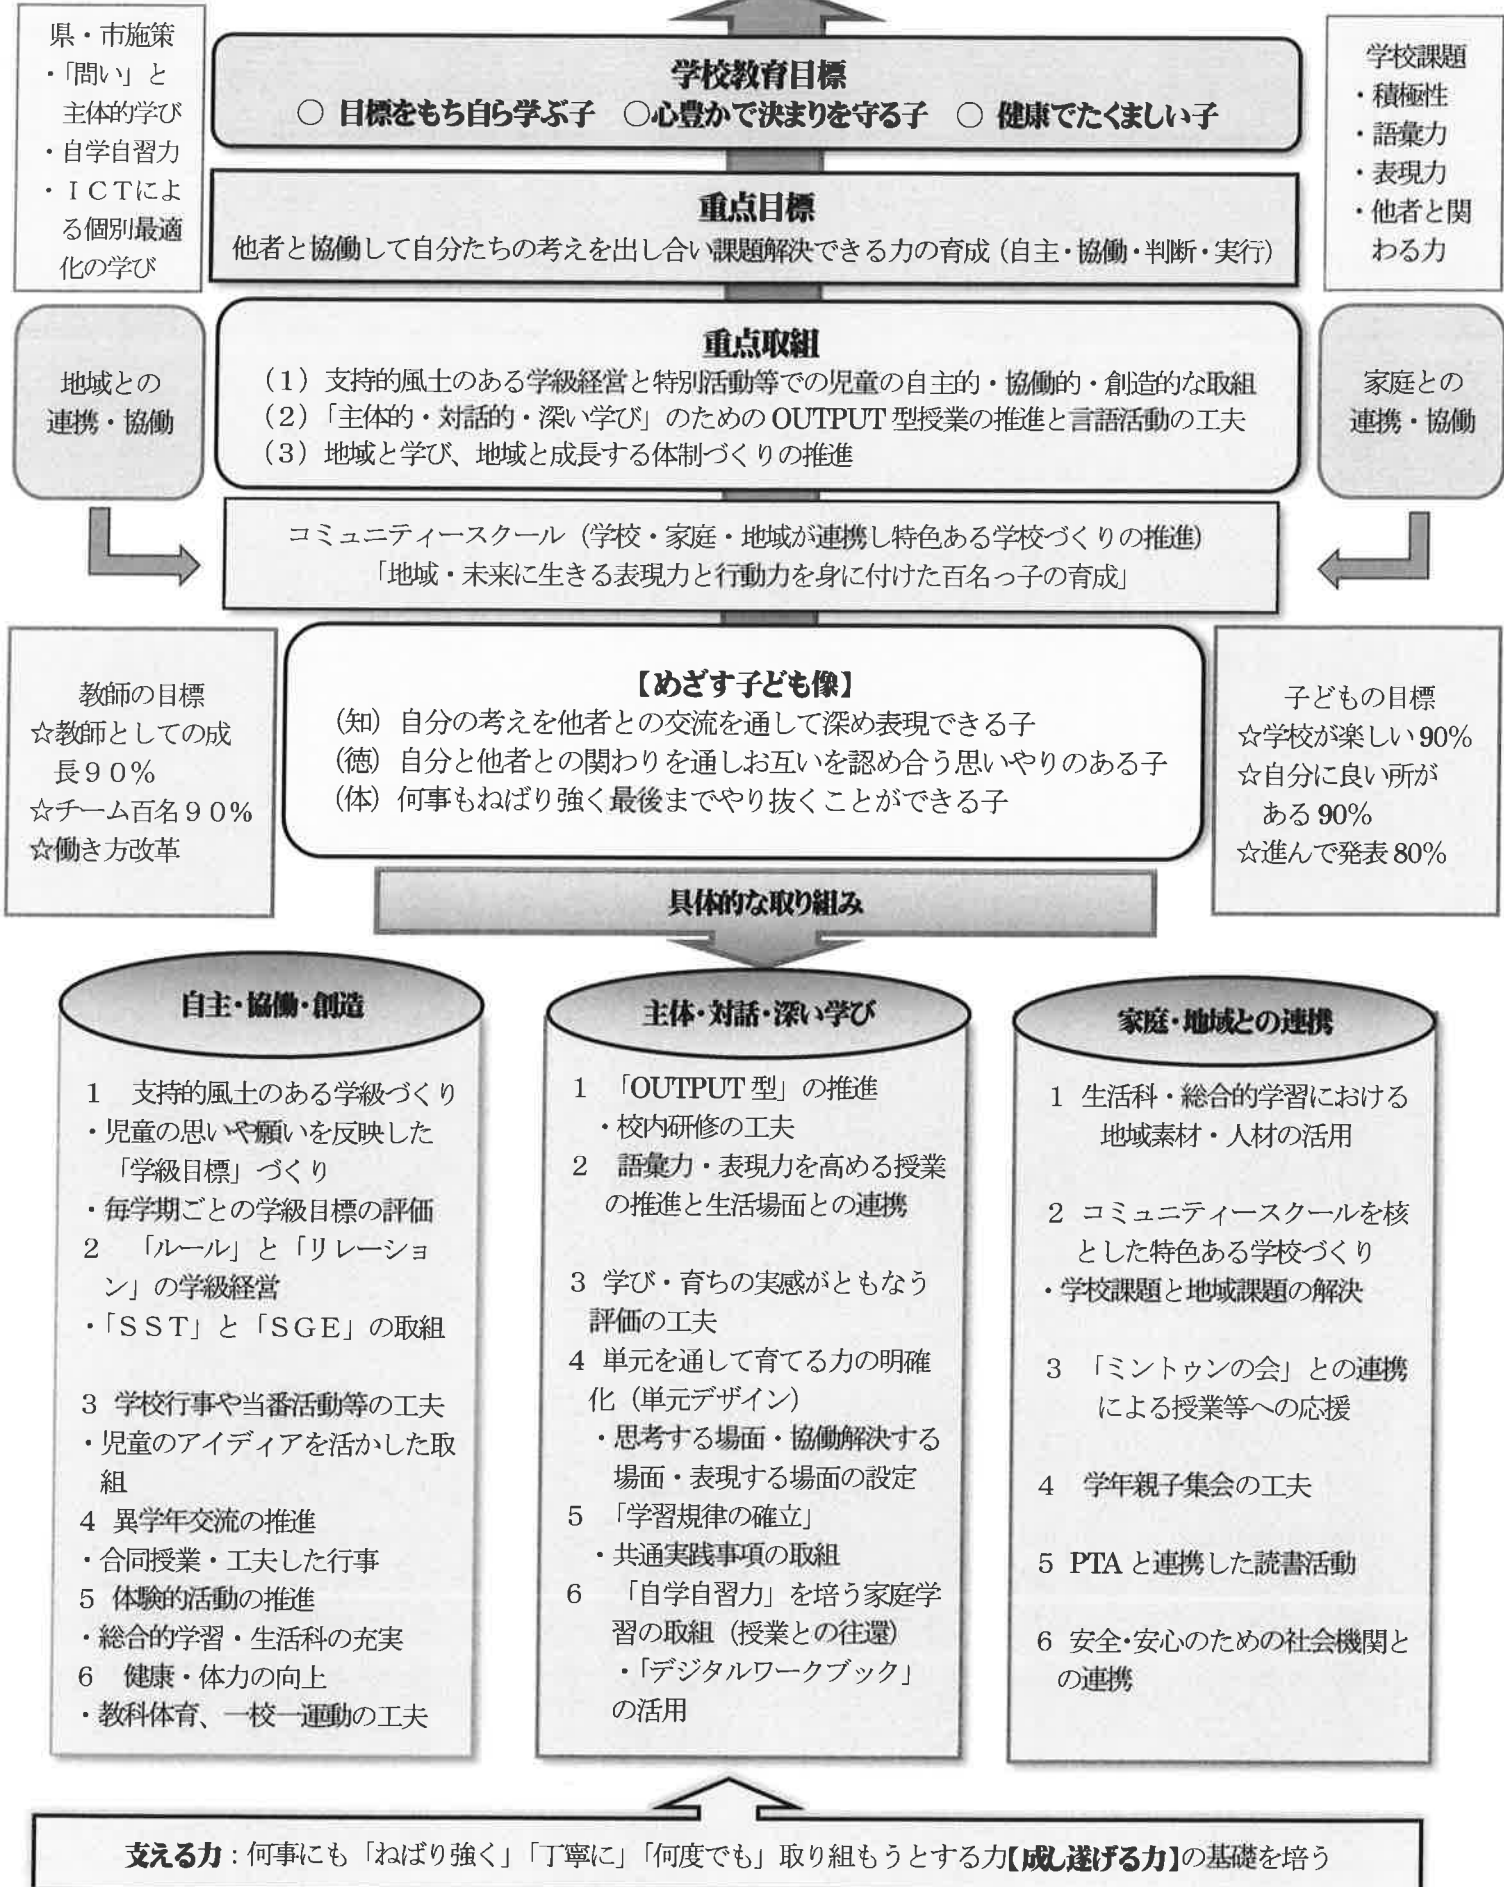 県・市施策
・「問い」と
主体的学び
・自学自習力
・ＩＣＴによ
る個別最適
化の学び
学校教育目標
○ 目標をもち自ら学ぶ子　○心豊かで決まりを守る子　○ 健康でたくましい子
学校課題
・積極性
・語彙力
・表現力
・他者と関
わる力
重点目標
他者と協働して自分たちの考えを出し合い課題解決できる力の育成（自主・協働・判断・実行）
地域との
連携・協働
重点取組
（1）支持的風土のある学級経営と特別活動等での児童の自主的・協働的・創造的な取組
（2）「主体的・対話的・深い学び」のための OUTPUT 型授業の推進と言語活動の工夫
（3）地域と学び、地域と成長する体制づくりの推進
家庭との
連携・協働
コミュニティースクール（学校・家庭・地域が連携し特色ある学校づくりの推進）
「地域・未来に生きる表現力と行動力を身に付けた百名っ子の育成」
教師の目標
☆教師としての成
長９０％
☆チーム百名９０％
☆働き方改革
【めざす子ども像】
（知）自分の考えを他者との交流を通して深め表現できる子
（徳）自分と他者との関わりを通しお互いを認め合う思いやりのある子
（体）何事もねばり強く最後までやり抜くことができる子
子どもの目標
☆学校が楽しい 90％
☆自分に良い所が
ある 90％
☆進んで発表 80％
具体的な取り組み
自主・協働・創造
1　支持的風土のある学級づくり
・児童の思いや願いを反映した
「学級目標」づくり
・毎学期ごとの学級目標の評価
2　「ルール」と「リレーショ
ン」の学級経営
・「ＳＳＴ」と「ＳＧＥ」の取組
3 学校行事や当番活動等の工夫
・児童のアイディアを活かした取
組
4 異学年交流の推進
・合同授業・工夫した行事
5 体験的活動の推進
・総合的学習・生活科の充実
6　健康・体力の向上
・教科体育、一校一運動の工夫
主体・対話・深い学び
1　「OUTPUT 型」の推進
・校内研修の工夫
2　語彙力・表現力を高める授業
の推進と生活場面との連携
3 学び・育ちの実感がともなう
評価の工夫
4 単元を通して育てる力の明確
化（単元デザイン）
・思考する場面・協働解決する
場面・表現する場面の設定
5　「学習規律の確立」
・共通実践事項の取組
6　「自学自習力」を培う家庭学
習の取組（授業との往還）
・「デジタルワークブック」
の活用
家庭・地域との連携
1 生活科・総合的学習における
地域素材・人材の活用
2 コミュニティースクールを核
とした特色ある学校づくり
・学校課題と地域課題の解決
3　「ミントゥンの会」との連携
による授業等への応援
4　学年親子集会の工夫
5 PTA と連携した読書活動
6 安全・安心のための社会機関と
の連携
支える力：何事にも「ねばり強く」「丁寧に」「何度でも」取り組もうとする力【成し遂げる力】の基礎を培う